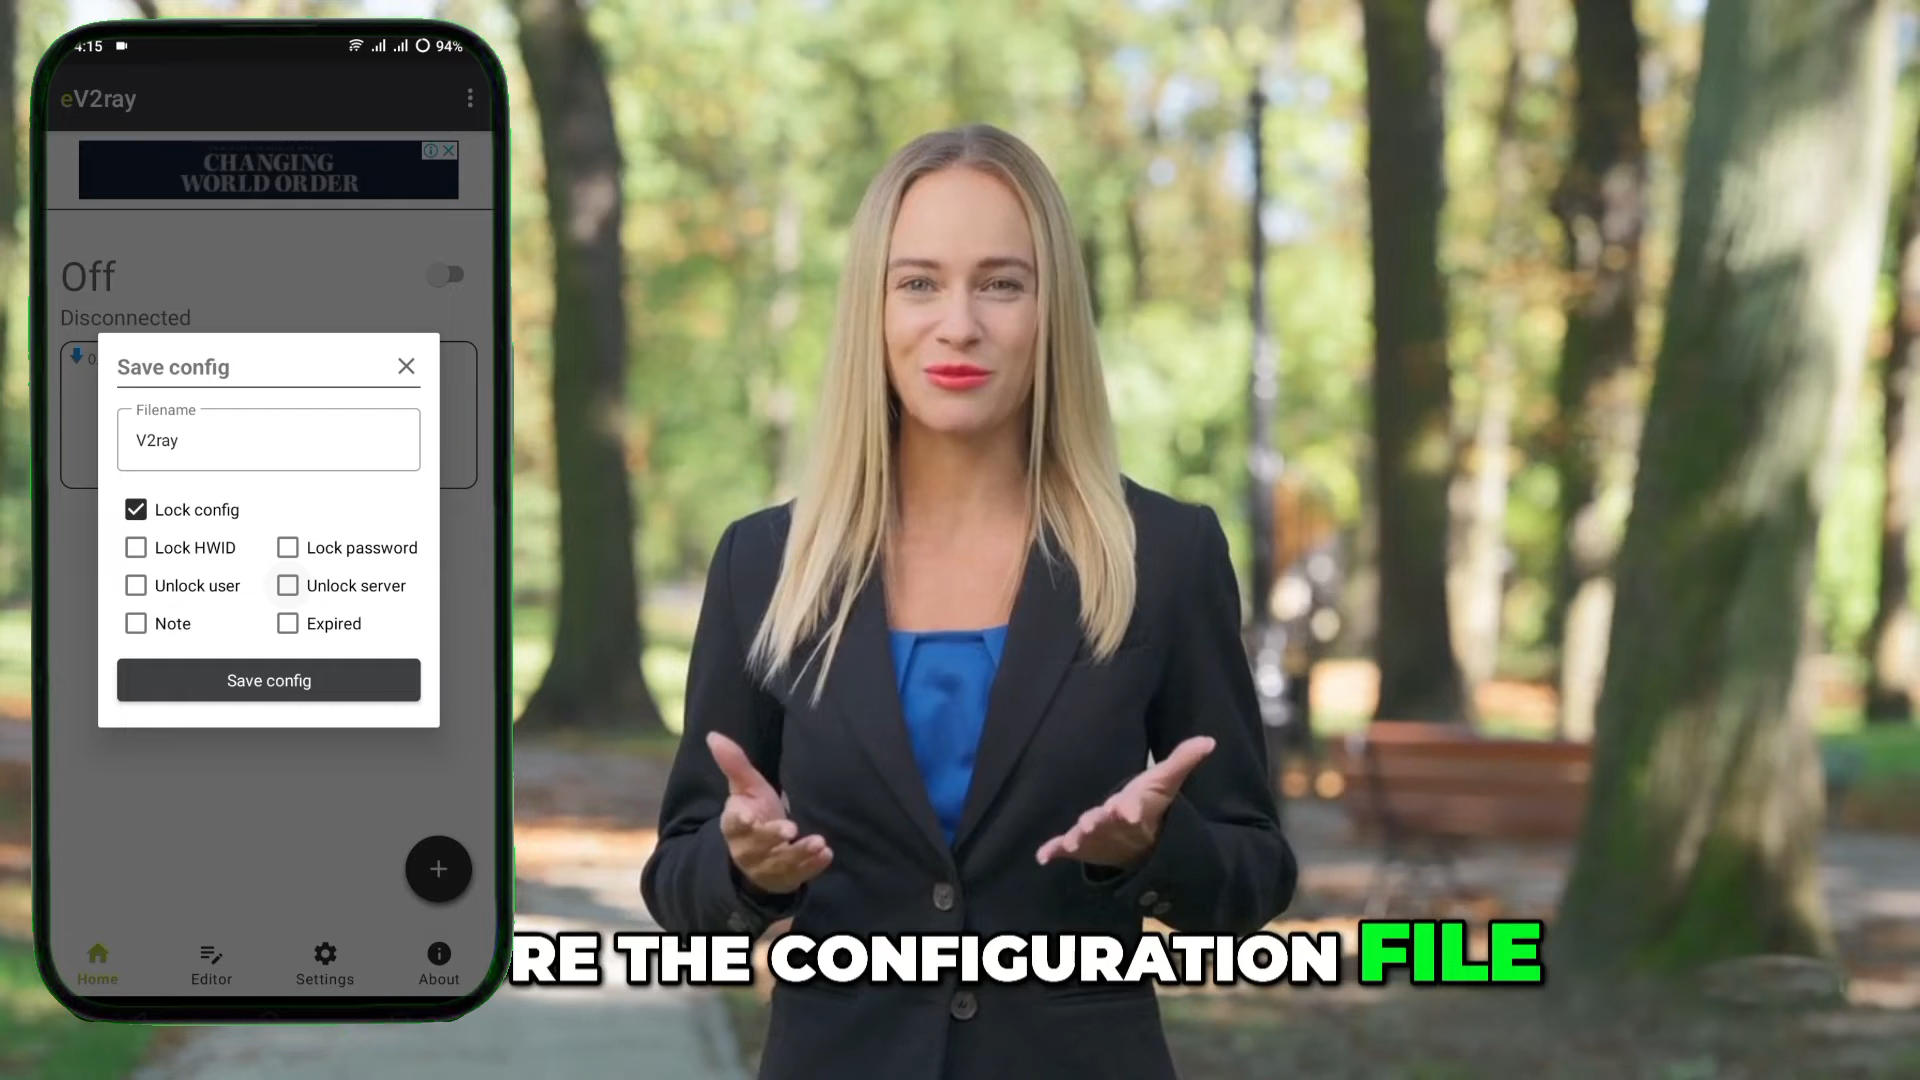 4:15
94%
eV2ray
CHANGING
WORLD ORDER
Off
Disconnected
0.
Save config
Filename
V2ray
Lock config
Lock HWID
Lock password
Unlock user
Unlock server
Note
Expired
Save config
Home
Editor
Settings
About
RE THE CONFIGURATION FILE